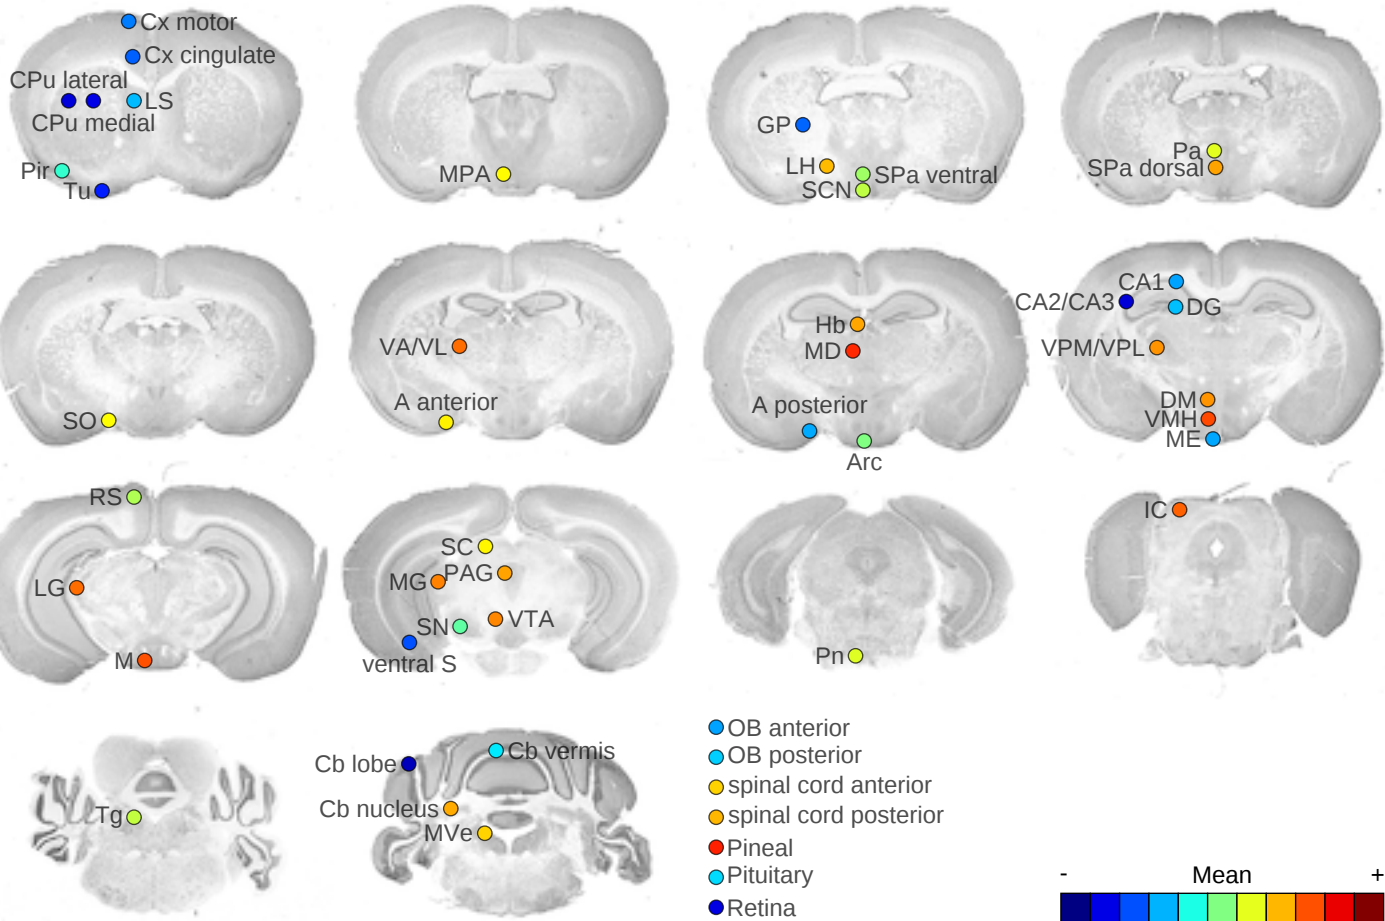 Cx motor
Cx cingulate
CPu lateral
LS
CPu medial
Pir
Tu
MPA
GP
LH
SPa ventral
SCN
Pa
SPa dorsal
SO
VA/VL
A anterior
Hb
MD
A posterior
Arc
CA1
CA2/CA3
DG
VPM/VPL
DM
VMH
ME
RS
LG
M
SC
PAG
MG
VTA
SN
ventral S
Pn
IC
Tg
Cb lobe
Cb vermis
Cb nucleus
MVe
OB anterior
OB posterior
spinal cord anterior
spinal cord posterior
Pineal
Pituitary
Retina
- Mean +